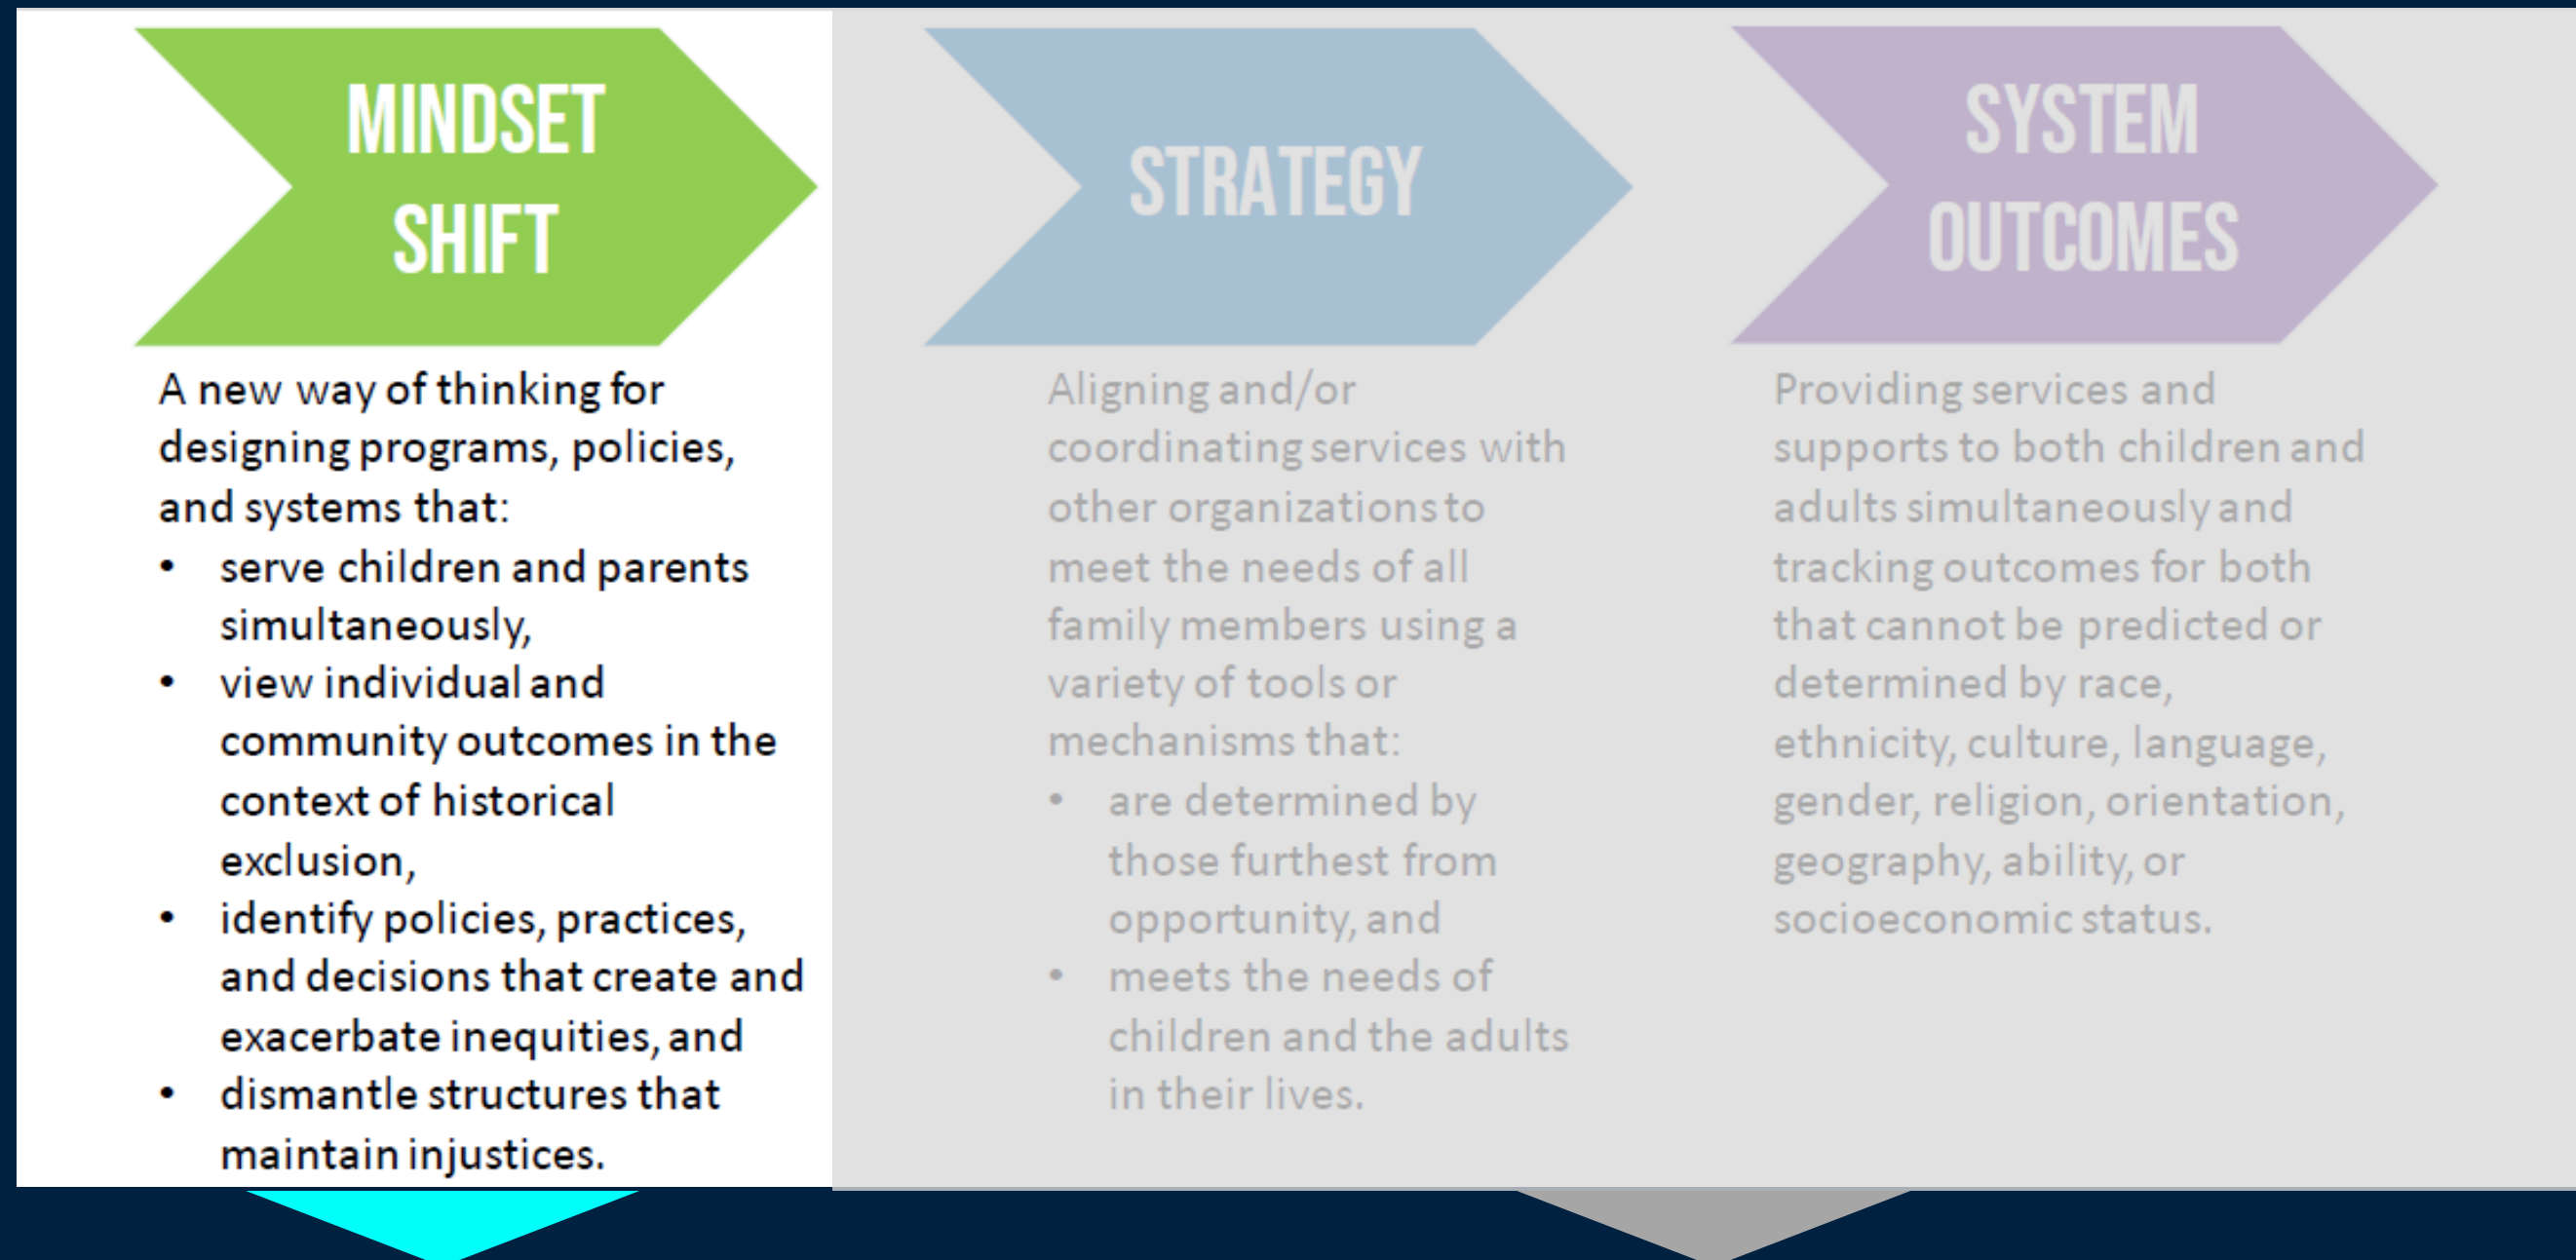 MINDSET
SHIFT
A new way of thinking for
designing programs, policies,
and systems that:
• serve children and parents
simultaneously,
• view individual and
community outcomes in the
context of historical
exclusion,
• identify policies, practices,
and decisions that create and
exacerbate inequities, and
• dismantle structures that
maintain injustices.
STRATEGY
Aligning and/or
coordinating services with
other organizations to
meet the needs of all
family members using a
variety of tools or
mechanisms that:
• are determined by
those furthest from
opportunity, and
• meets the needs of
children and the adults
in their lives.
SYSTEM
OUTCOMES
Providing services and
supports to both children and
adults simultaneously and
tracking outcomes for both
that cannot be predicted or
determined by race,
ethnicity, culture, language,
gender, religion, orientation,
geography, ability, or
socioeconomic status.